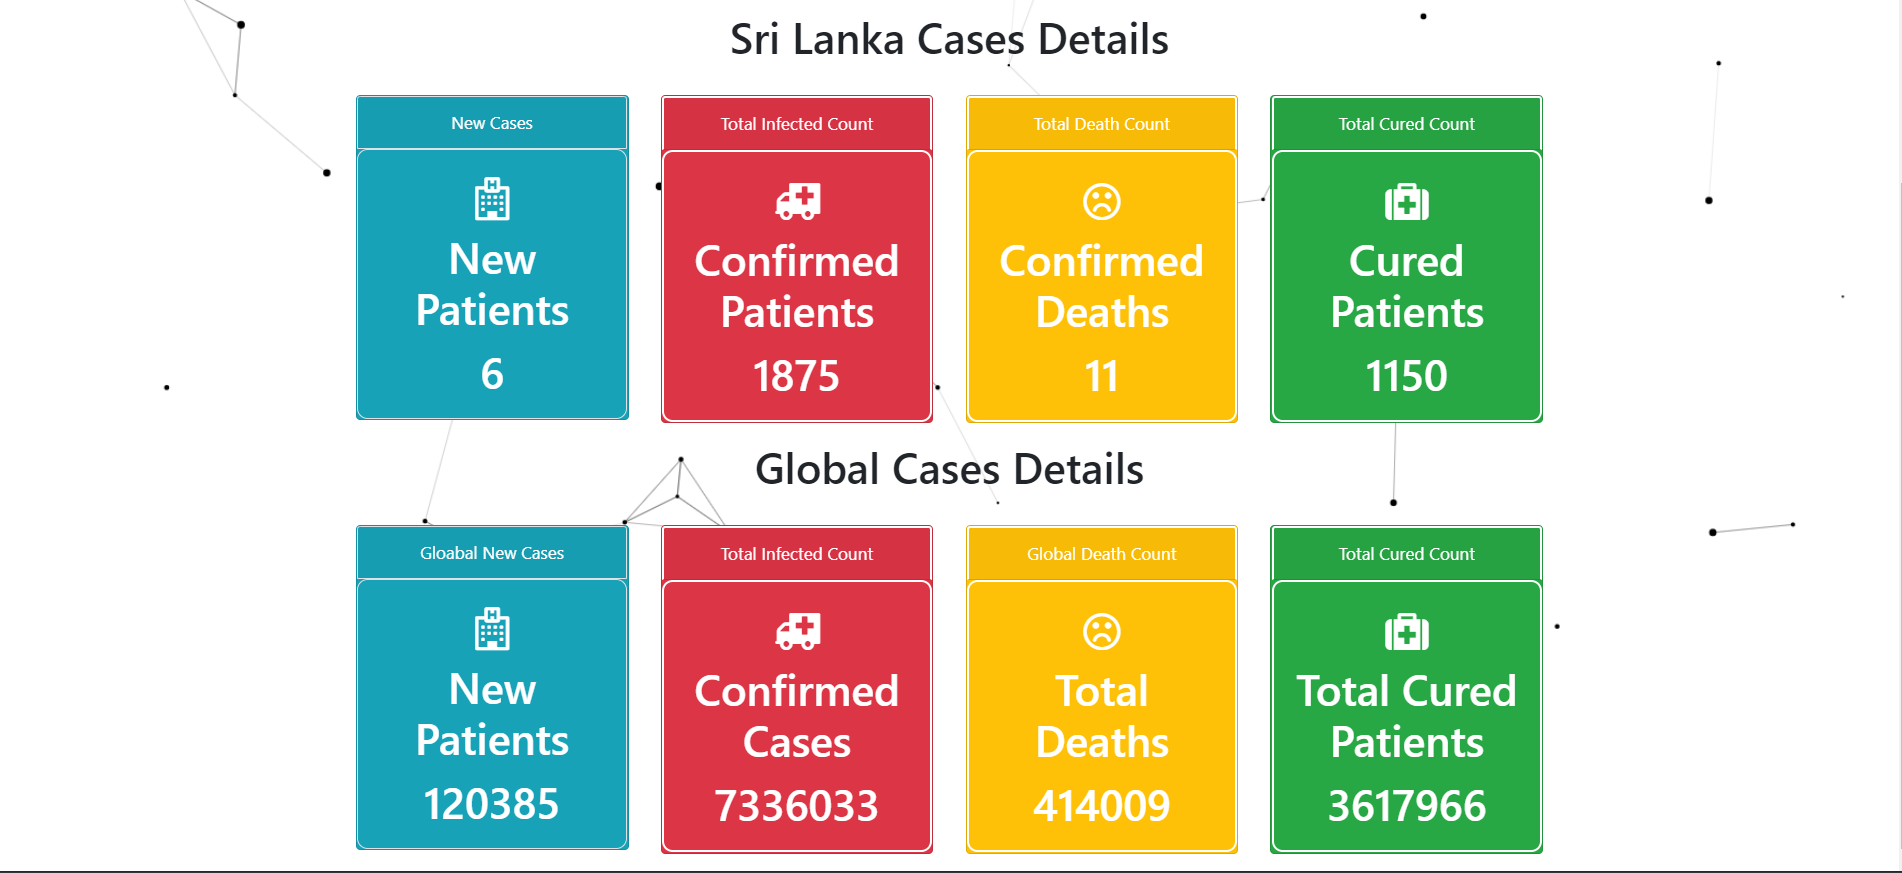 Sri Lanka Cases Details
New Cases
New
Patients
6
Total Infected Count
Confirmed
Patients
1875
Total Death Count
Confirmed
Deaths
11
Total Cured Count
Cured
Patients
1150
Global Cases Details
Gloabal New Cases
New
Patients
120385
Total Infected Count
Confirmed
Cases
7336033
Global Death Count
Total
Deaths
414009
Total Cured Count
Total Cured
Patients
3617966